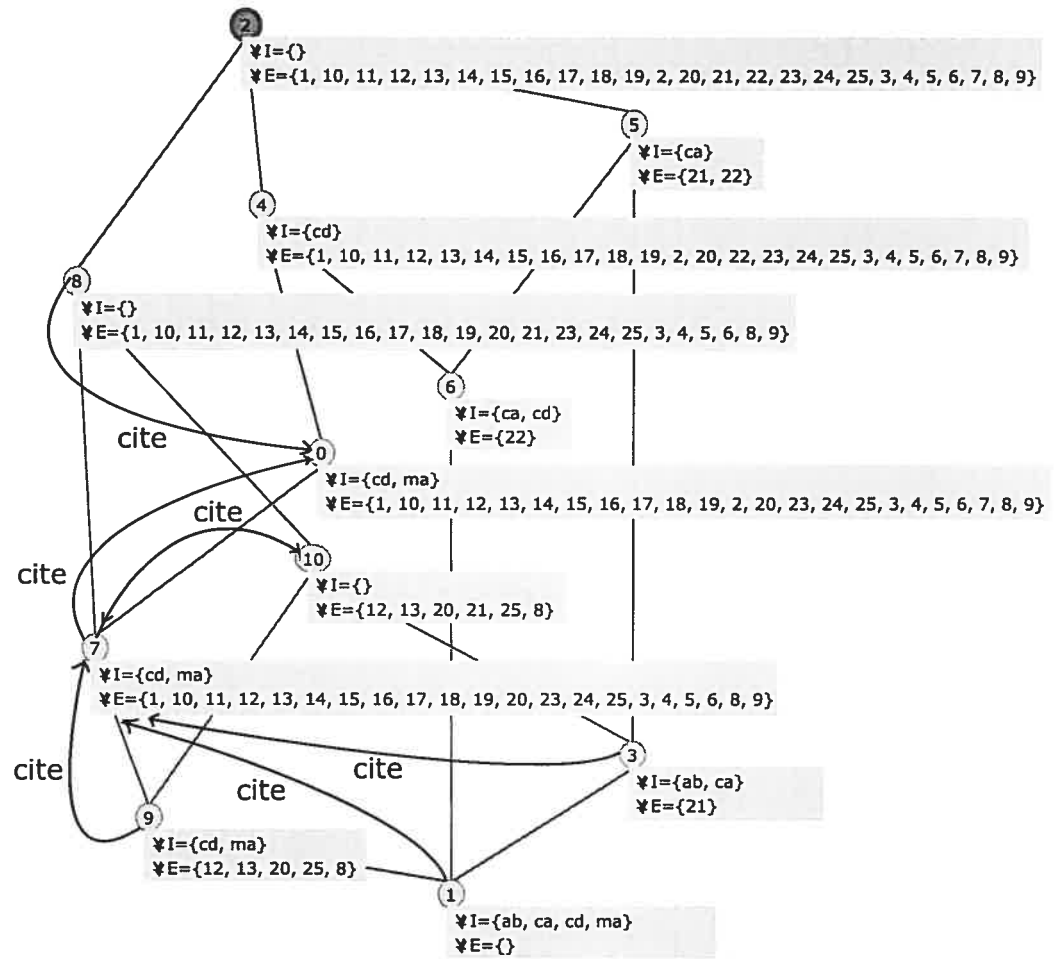 2
¥I={}
¥E={1, 10, 11, 12, 13, 14, 15, 16, 17, 18, 19, 2, 20, 21, 22, 23, 24, 25, 3, 4, 5, 6, 7, 8, 9}
5
¥I={ca}
¥E={21, 22}
4
¥I={cd}
¥E={1, 10, 11, 12, 13, 14, 15, 16, 17, 18, 19, 2, 20, 22, 23, 24, 25, 3, 4, 5, 6, 7, 8, 9}
8
¥I={}
¥E={1, 10, 11, 12, 13, 14, 15, 16, 17, 18, 19, 20, 21, 23, 24, 25, 3, 4, 5, 6, 8, 9}
6
¥I={ca, cd}
¥E={22}
cite
0
¥I={cd, ma}
¥E={1, 10, 11, 12, 13, 14, 15, 16, 17, 18, 19, 2, 20, 23, 24, 25, 3, 4, 5, 6, 7, 8, 9}
cite
10
cite
¥I={}
¥E={12, 13, 20, 21, 25, 8}
7
¥I={cd, ma}
¥E={1, 10, 11, 12, 13, 14, 15, 16, 17, 18, 19, 20, 23, 24, 25, 3, 4, 5, 6, 8, 9}
3
cite
cite
cite
¥I={ab, ca}
¥E={21}
9
¥I={cd, ma}
¥E={12, 13, 20, 25, 8}
1
¥I={ab, ca, cd, ma}
¥E={}